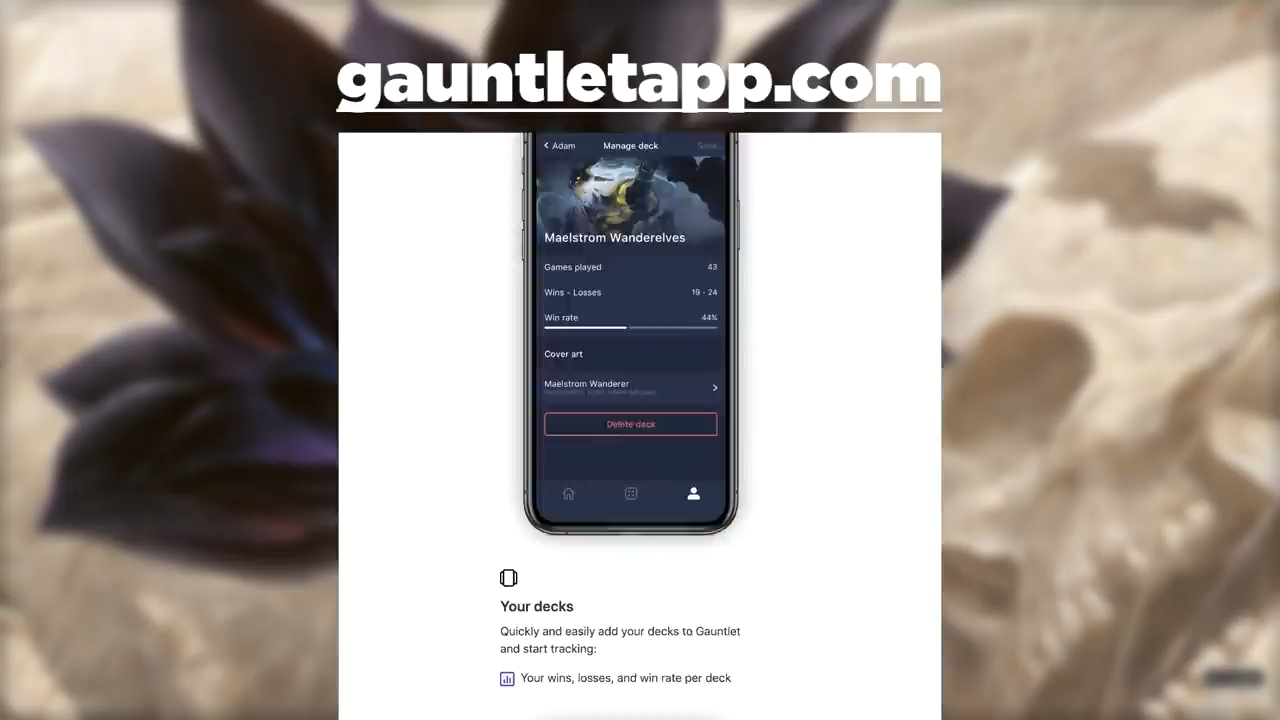 gauntletapp.com
Adam Manage deck
Maelstrom Wanderelves
Games played 43
Wins - Losses 19 - 24
Win rate 44%
Cover art
Maelstrom Wanderer
Delete deck
Your decks
Quickly and easily add your decks to Gauntlet
and start tracking:
Your wins, losses, and win rate per deck